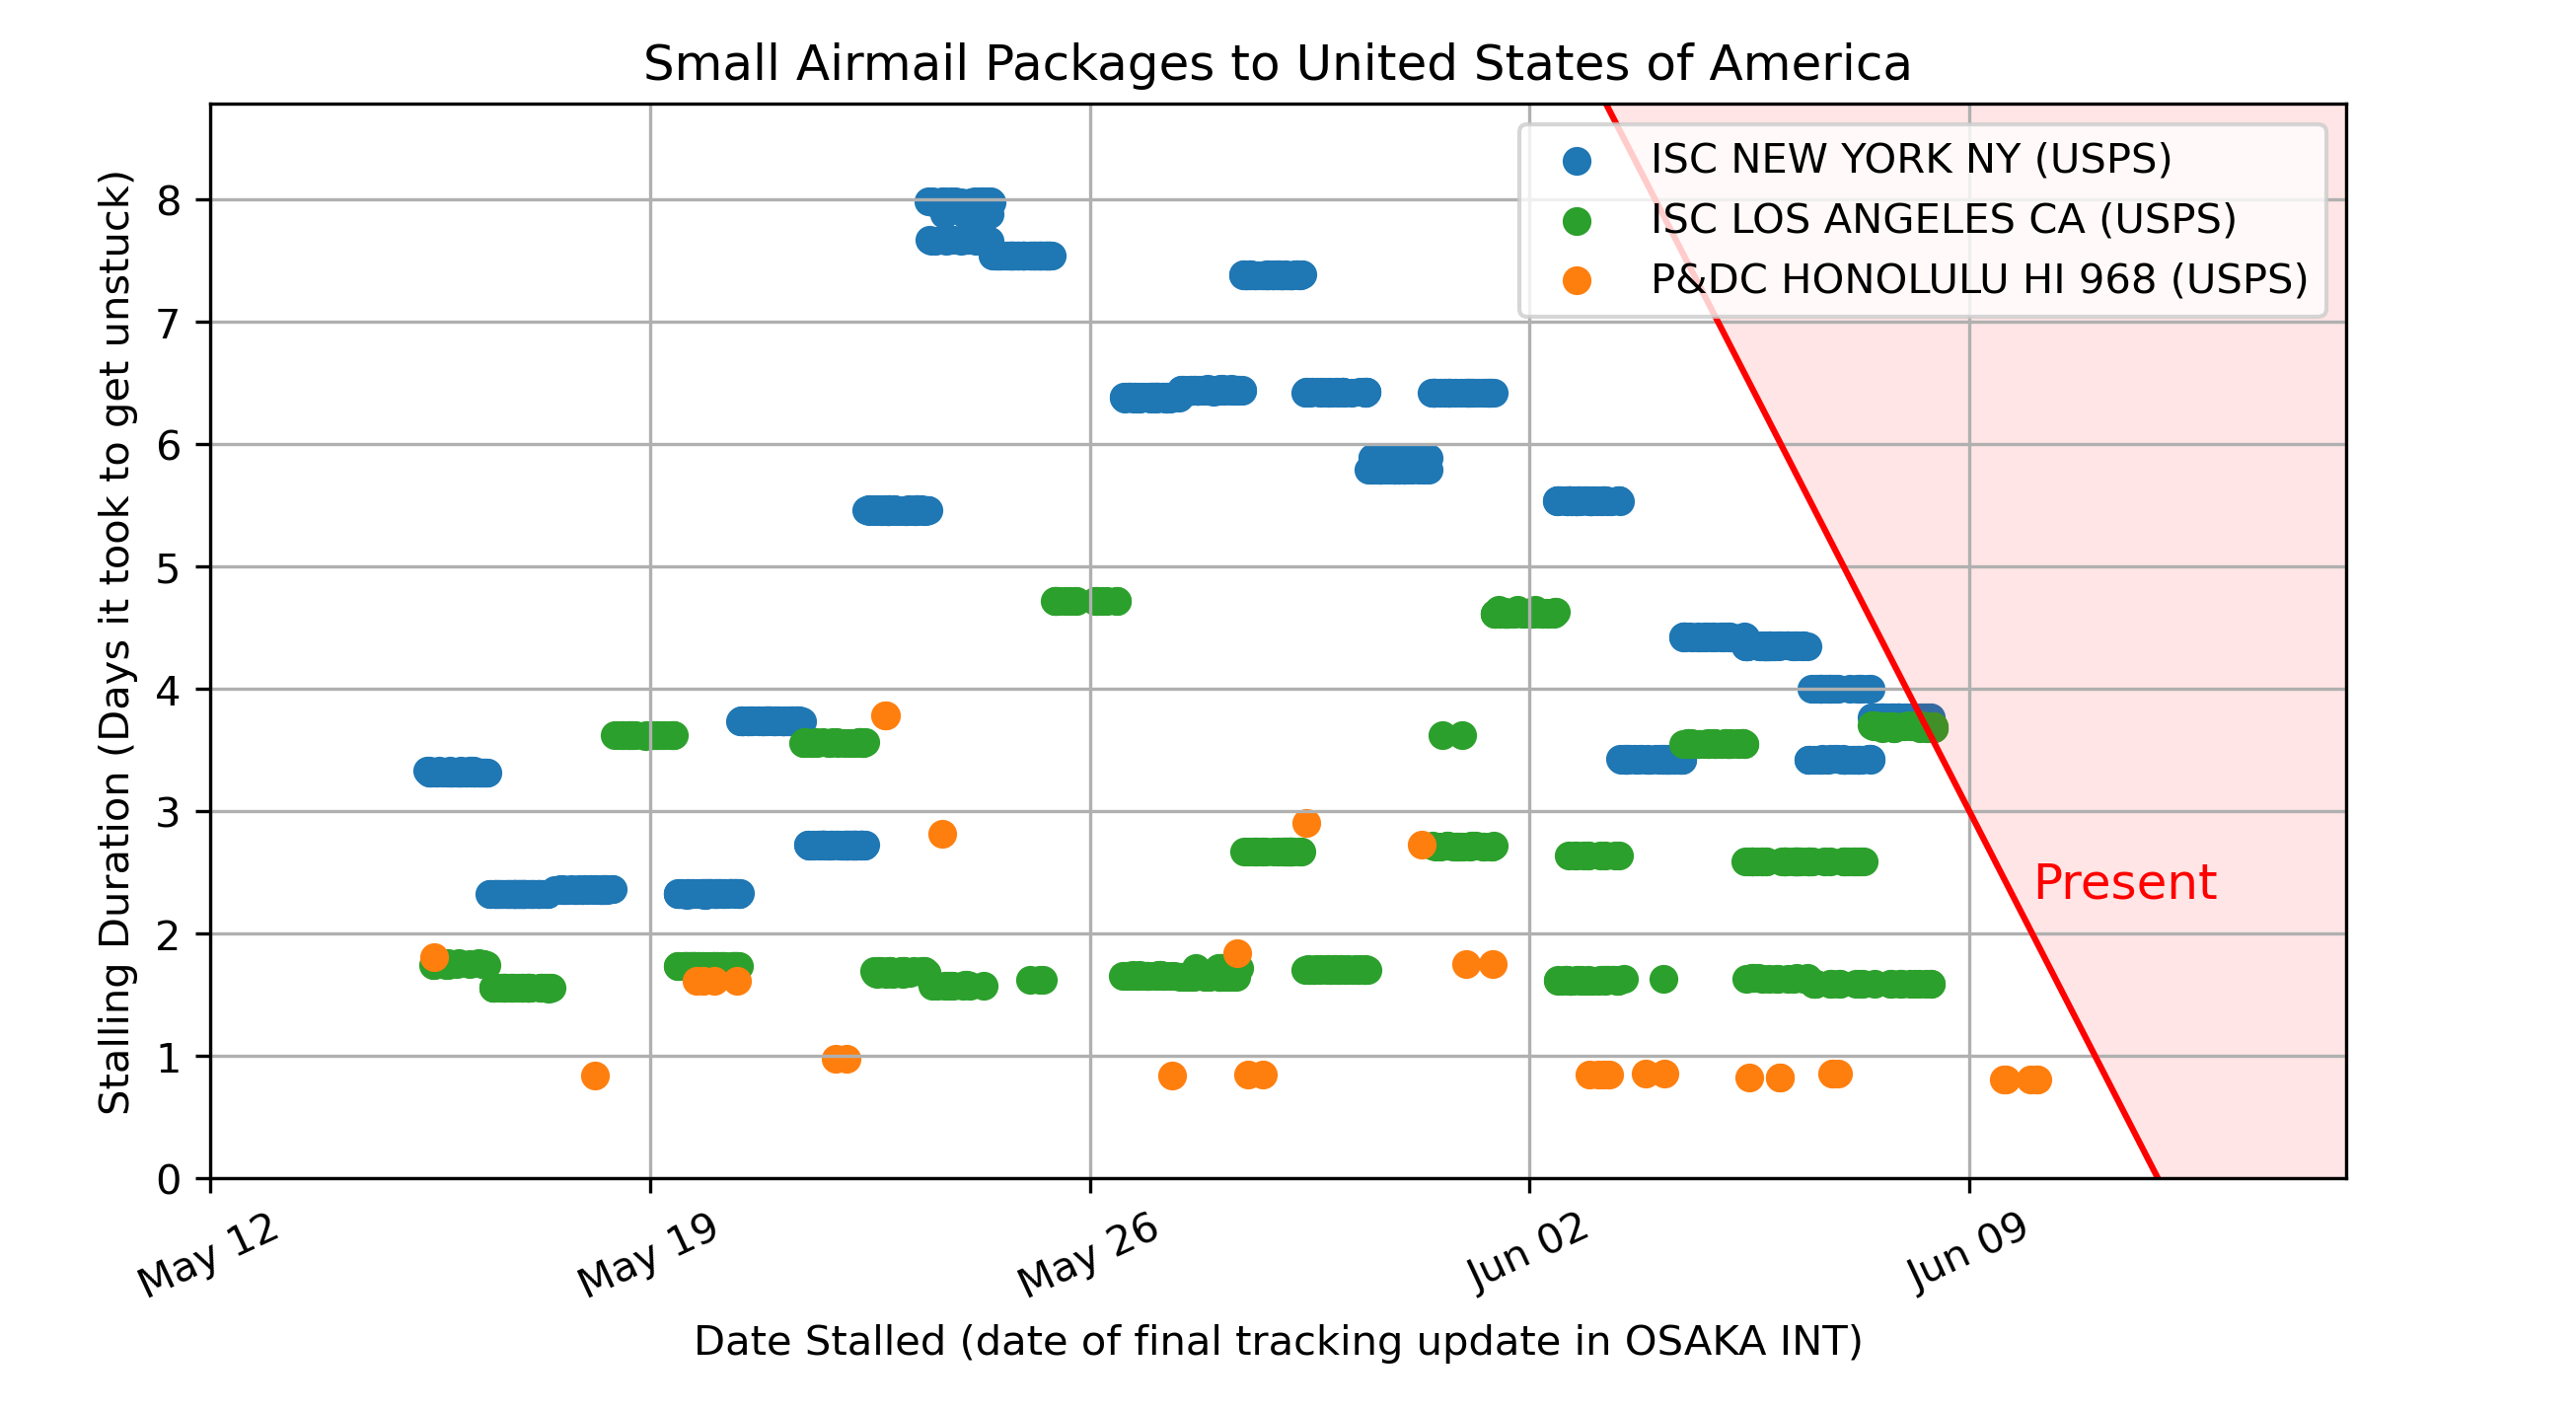 Small Airmail Packages to United States of America
ISC NEW YORK NY (USPS)
ISC LOS ANGELES CA (USPS)
P&DC HONOLULU HI 968 (USPS)
Stalling Duration (Days it took to get unstuck)
8
7
6
5
4
3
2
1
0
Present
May 12
May 19
May 26
Jun 02
Jun 09
Date Stalled (date of final tracking update in OSAKA INT)